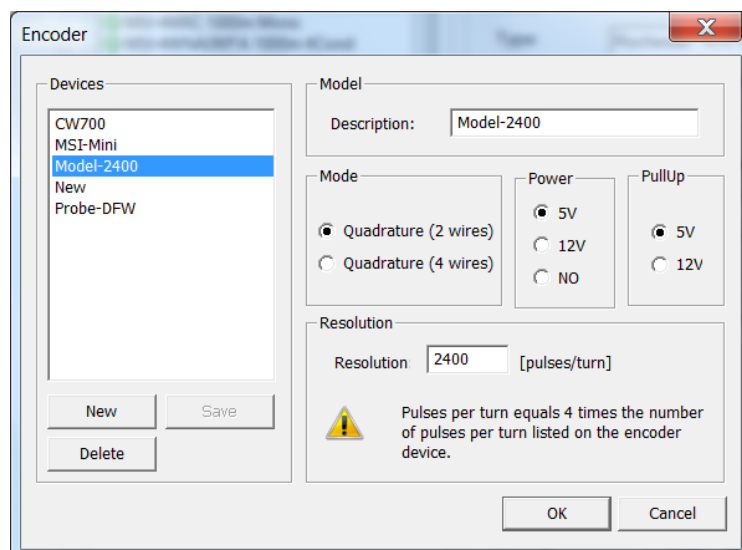 Encoder
Type:
Devices
CW700
MSI-Mini
Model-2400
New
Probe-DFW
New
Save
Delete
Model
Description:
Model-2400
Mode
Quadrature (2 wires)
Quadrature (4 wires)
Power
5V
12V
NO
PullUp
5V
12V
Resolution
Resolution:
2400
[pulses/turn]
Pulses per turn equals 4 times the number
of pulses per turn listed on the encoder
device.
OK
Cancel